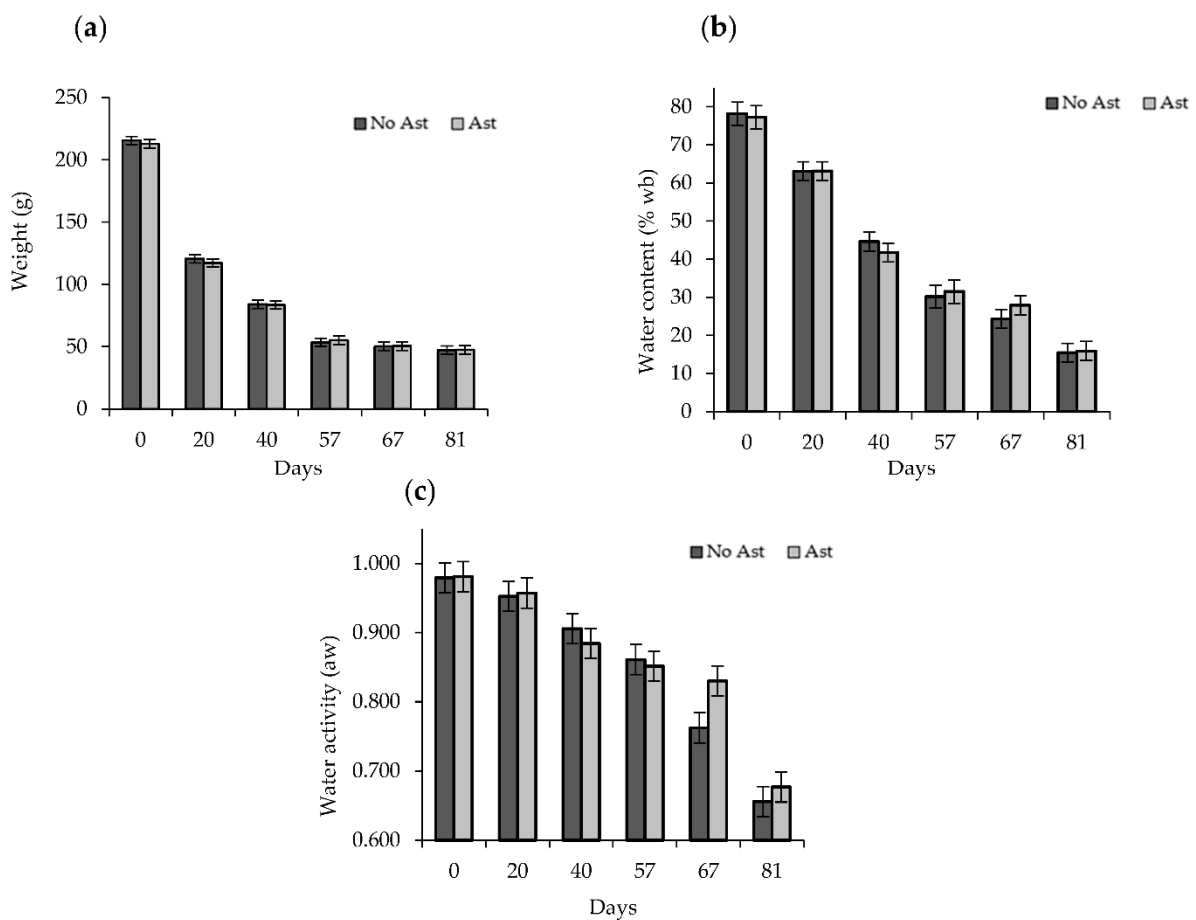 (a)
Weight (g)
250
200
150
100
50
0
No Ast Ast
0 20 40 57 67 81
Days
(b)
Water content (% wb)
80
70
60
50
40
30
20
10
0
No Ast Ast
0 20 40 57 67 81
Days
(c)
Water activity (aw)
1.000
0.900
0.800
0.700
0.600
No Ast Ast
0 20 40 57 67 81
Days